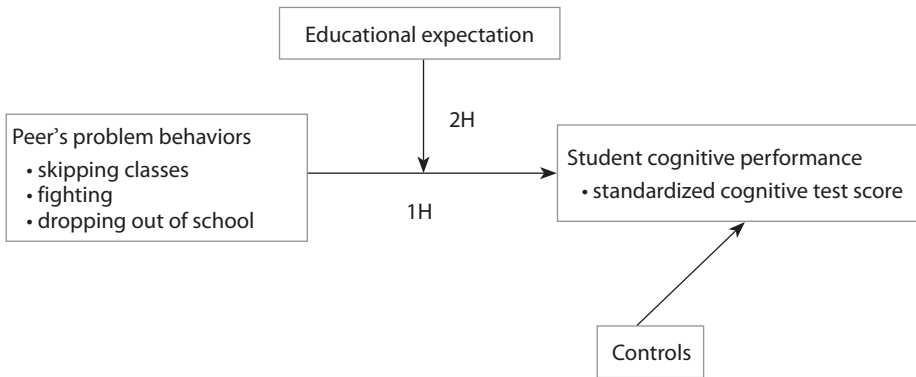 Educational expectation
2H
Peer's problem behaviors
• skipping classes
• fighting
• dropping out of school
1H
Student cognitive performance
• standardized cognitive test score
Controls